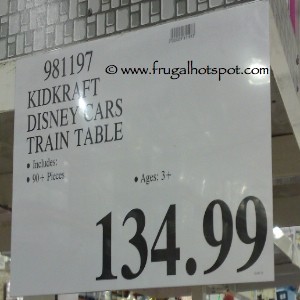 981197
© www.frugalhotspot.com
KIDKRAFT
DISNEY CARS
TRAIN TABLE
• Includes:
• 90+ Pieces
• Ages: 3+
134.99